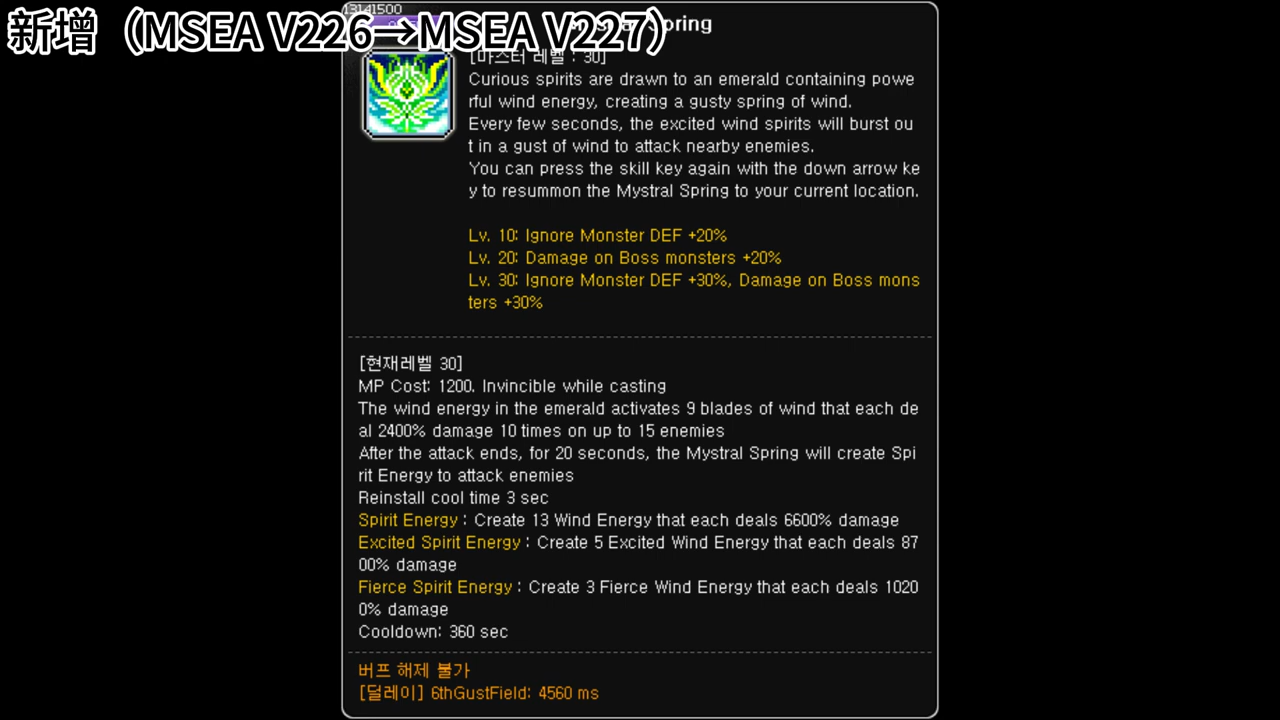 13141500
新增（MSEA V226→MSEA V227）
pring
[마스터 레벨 : 30]
Curious spirits are drawn to an emerald containing powe
rful wind energy, creating a gusty spring of wind.
Every few seconds, the excited wind spirits will burst ou
t in a gust of wind to attack nearby enemies.
You can press the skill key again with the down arrow ke
y to resummon the Mystral Spring to your current location.
Lv. 10: Ignore Monster DEF +20%
Lv. 20: Damage on Boss monsters +20%
Lv. 30: Ignore Monster DEF +30%, Damage on Boss mons
ters +30%
[현재레벨 30]
MP Cost: 1200. Invincible while casting
The wind energy in the emerald activates 9 blades of wind that each de
al 2400% damage 10 times on up to 15 enemies
After the attack ends, for 20 seconds, the Mystral Spring will create Spi
rit Energy to attack enemies
Reinstall cool time 3 sec
Spirit Energy : Create 13 Wind Energy that each deals 6600% damage
Excited Spirit Energy : Create 5 Excited Wind Energy that each deals 87
00% damage
Fierce Spirit Energy : Create 3 Fierce Wind Energy that each deals 1020
0% damage
Cooldown: 360 sec
버프 해제 불가
[딜레이] 6thGustField: 4560 ms